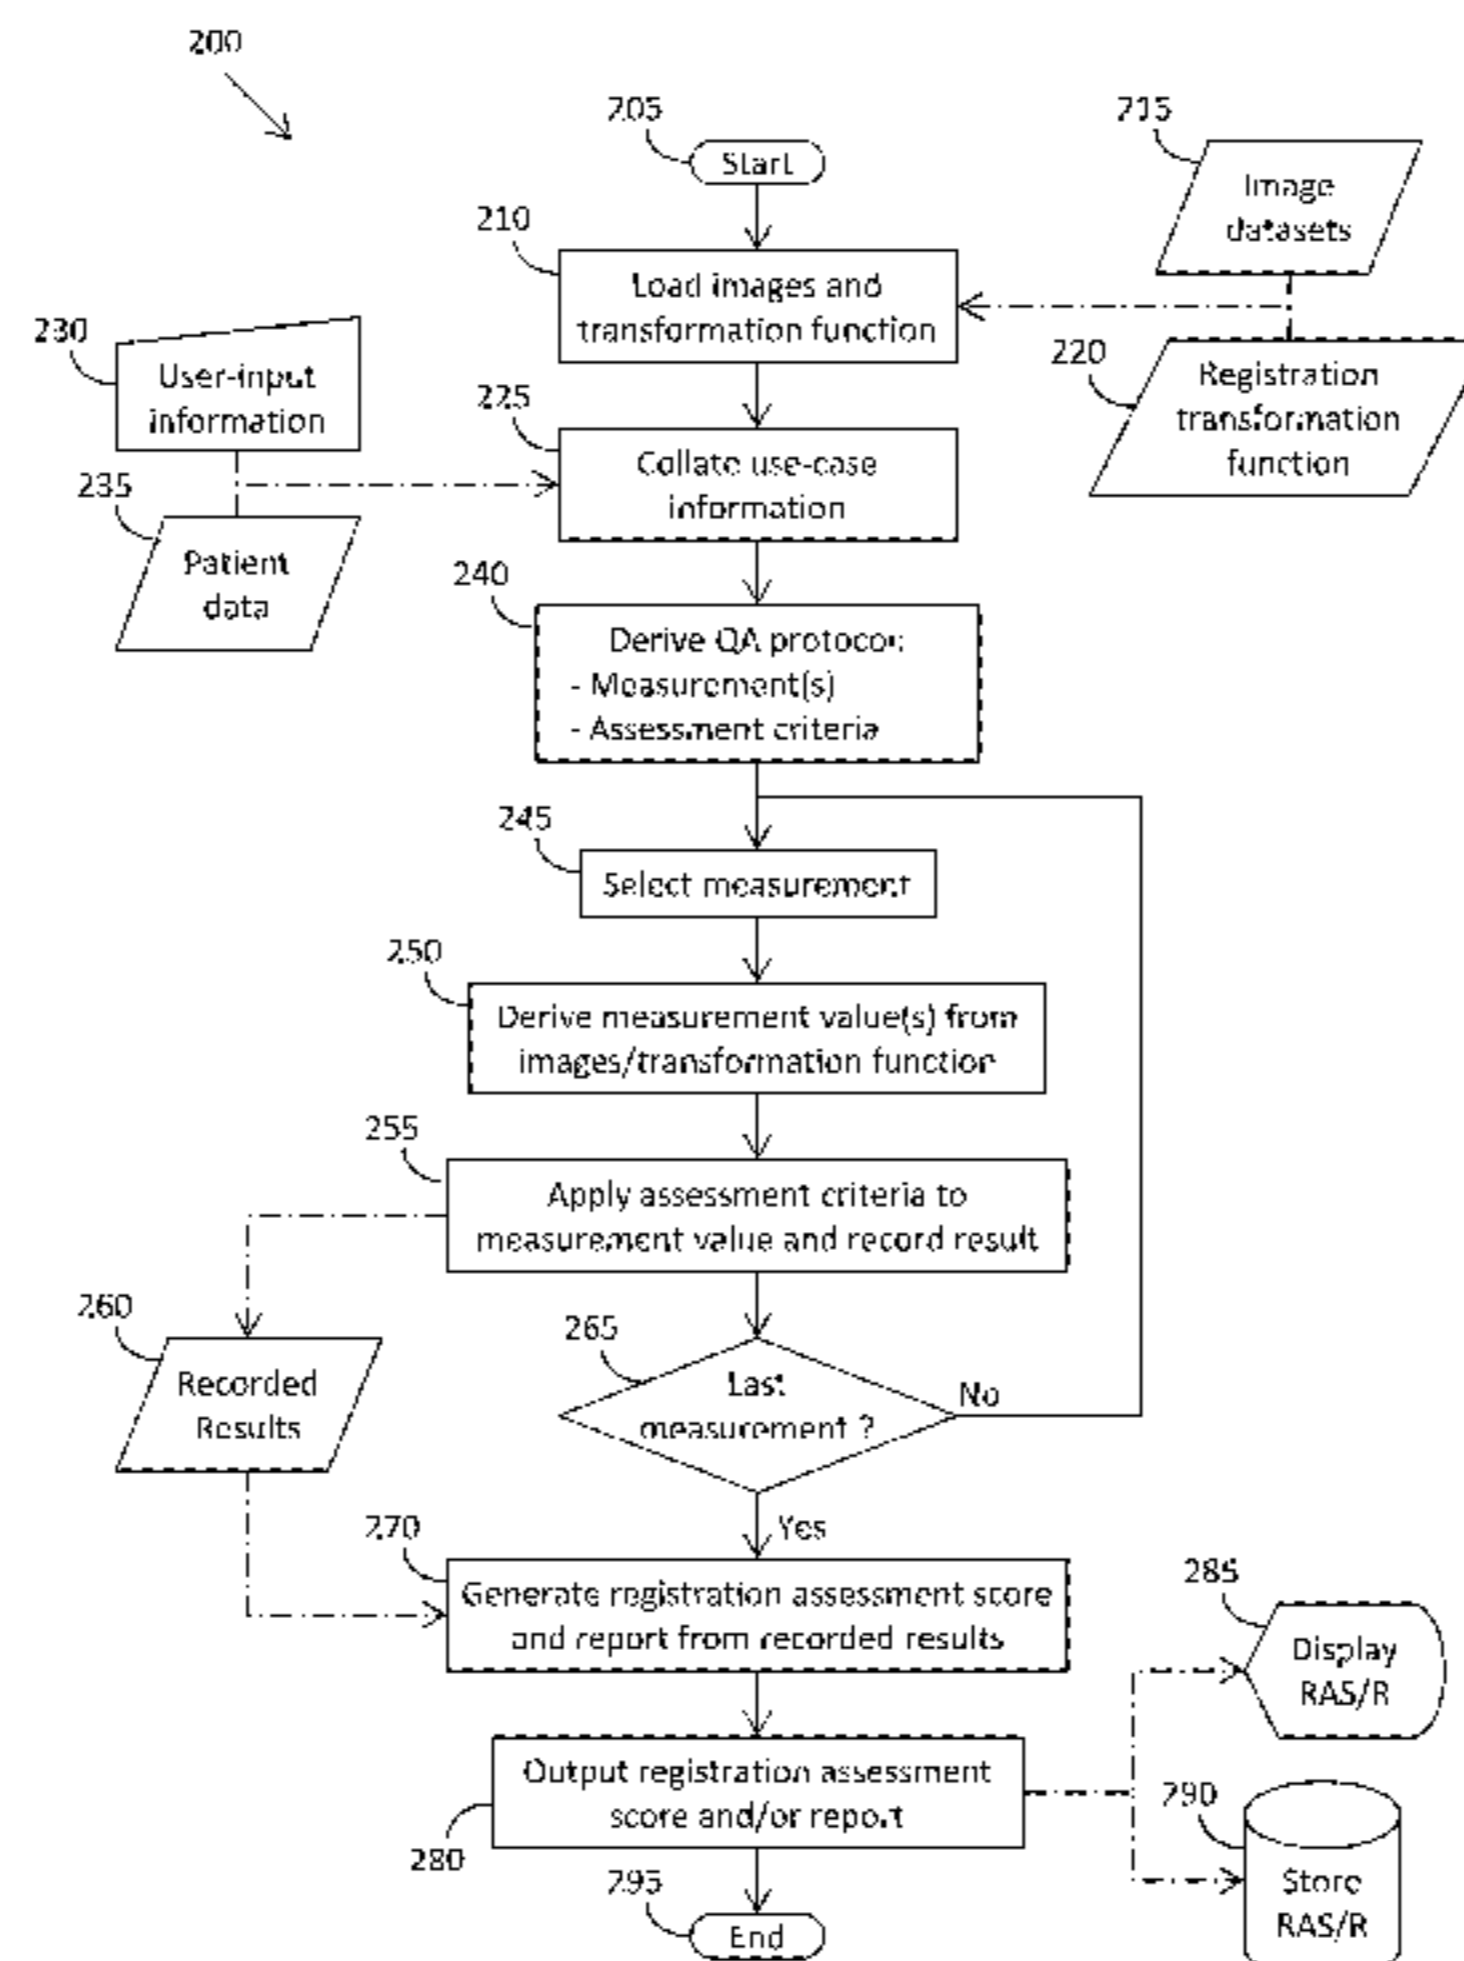 200
205
Start
215
Image
datasets
210
Load images and
transformation function
220
Registration
transformation
function
230
User-input
information
225
Collate use-case
information
235
Patient
data
240
Derive QA protocol:
- Measurement(s)
- Assessment criteria
245
Select measurement
250
Derive measurement value(s) from
images/transformation function
255
Apply assessment criteria to
measurement value and record result
260
Recorded
Results
265
Last
measurement ?
No
Yes
270
Generate registration assessment score
and report from recorded results
285
Display
RAS/R
280
Output registration assessment
score and/or report
290
Store
RAS/R
295
End